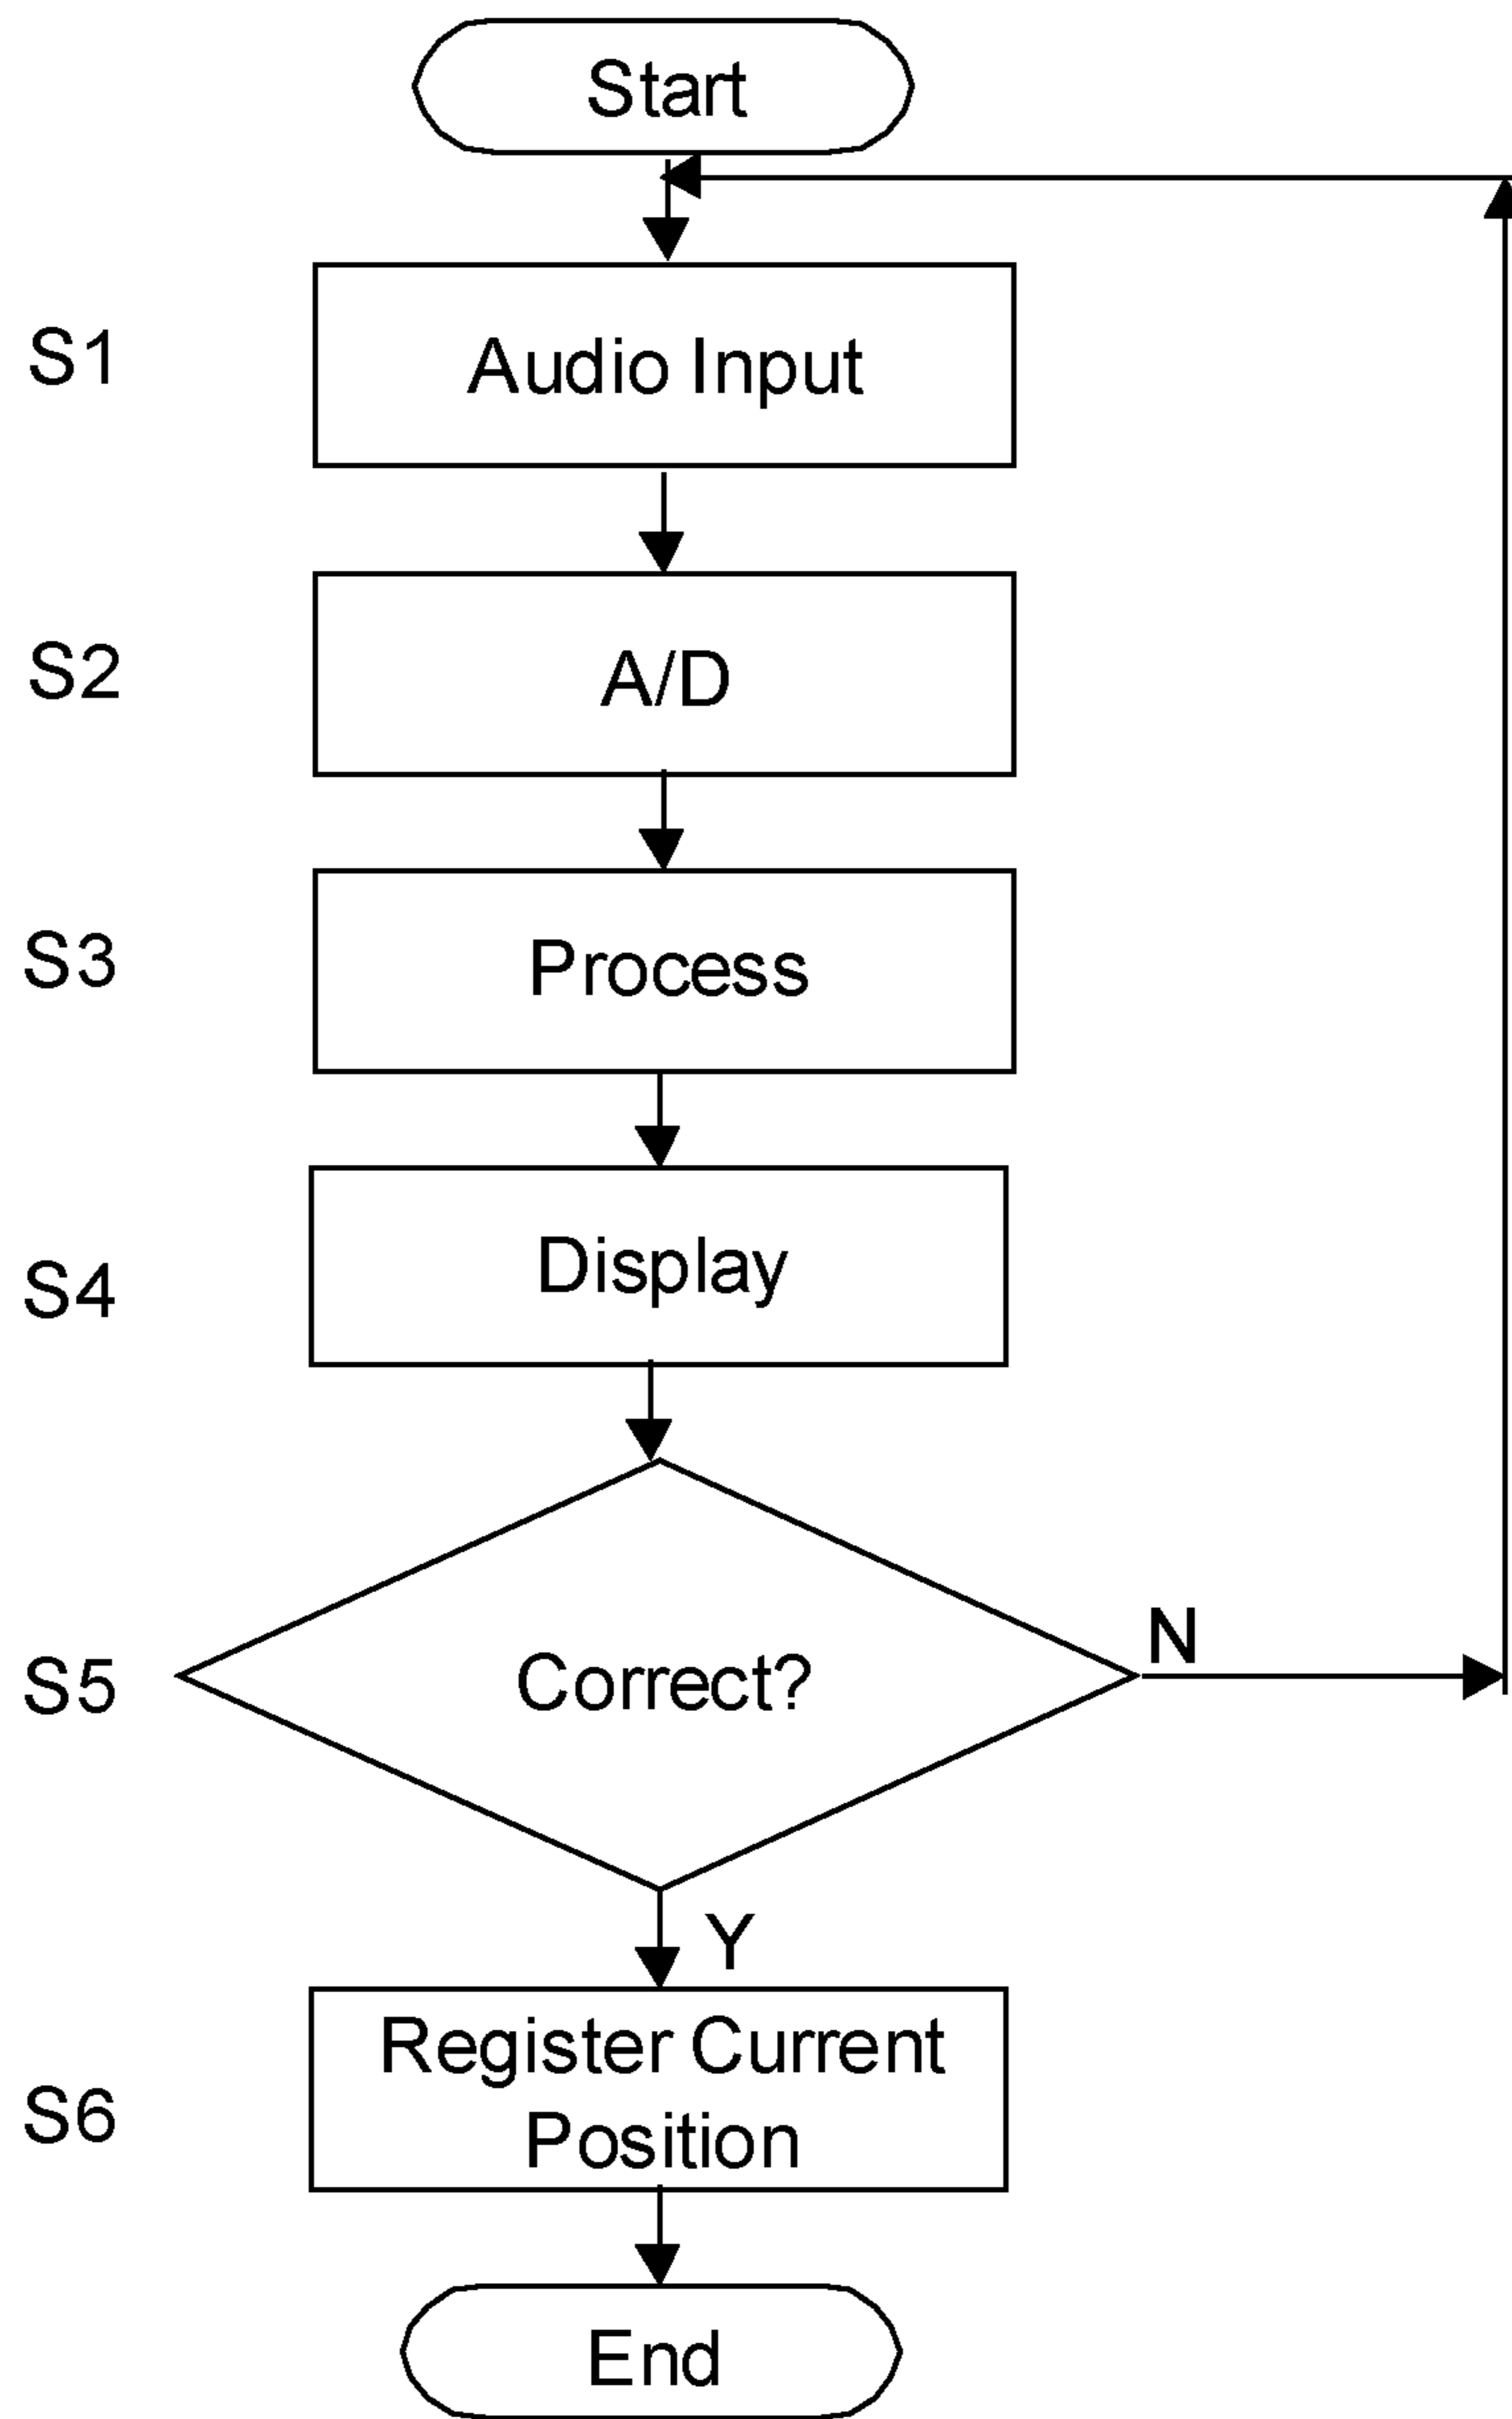 Start
S1
Audio Input
S2
A/D
S3
Process
S4
Display
S5
Correct?
N
Y
S6
Register Current
Position
End